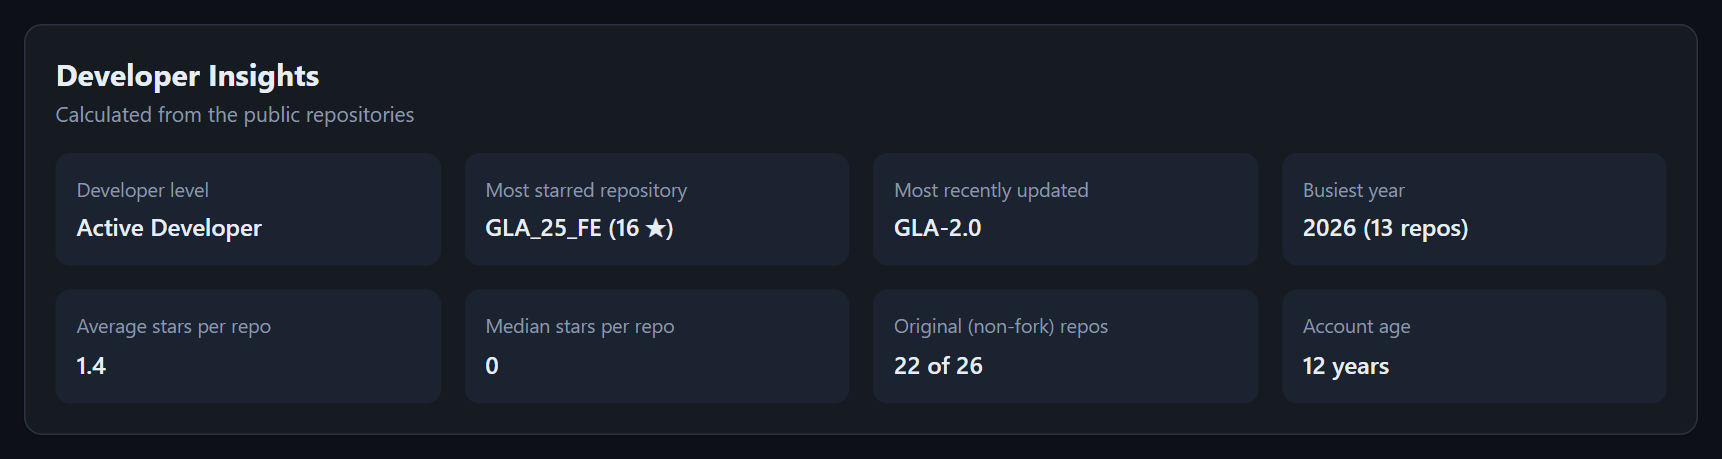 Developer Insights
Calculated from the public repositories
Developer level
Active Developer
Most starred repository
GLA_25_FE (16 ★)
Most recently updated
GLA-2.0
Busiest year
2026 (13 repos)
Average stars per repo
1.4
Median stars per repo
0
Original (non-fork) repos
22 of 26
Account age
12 years